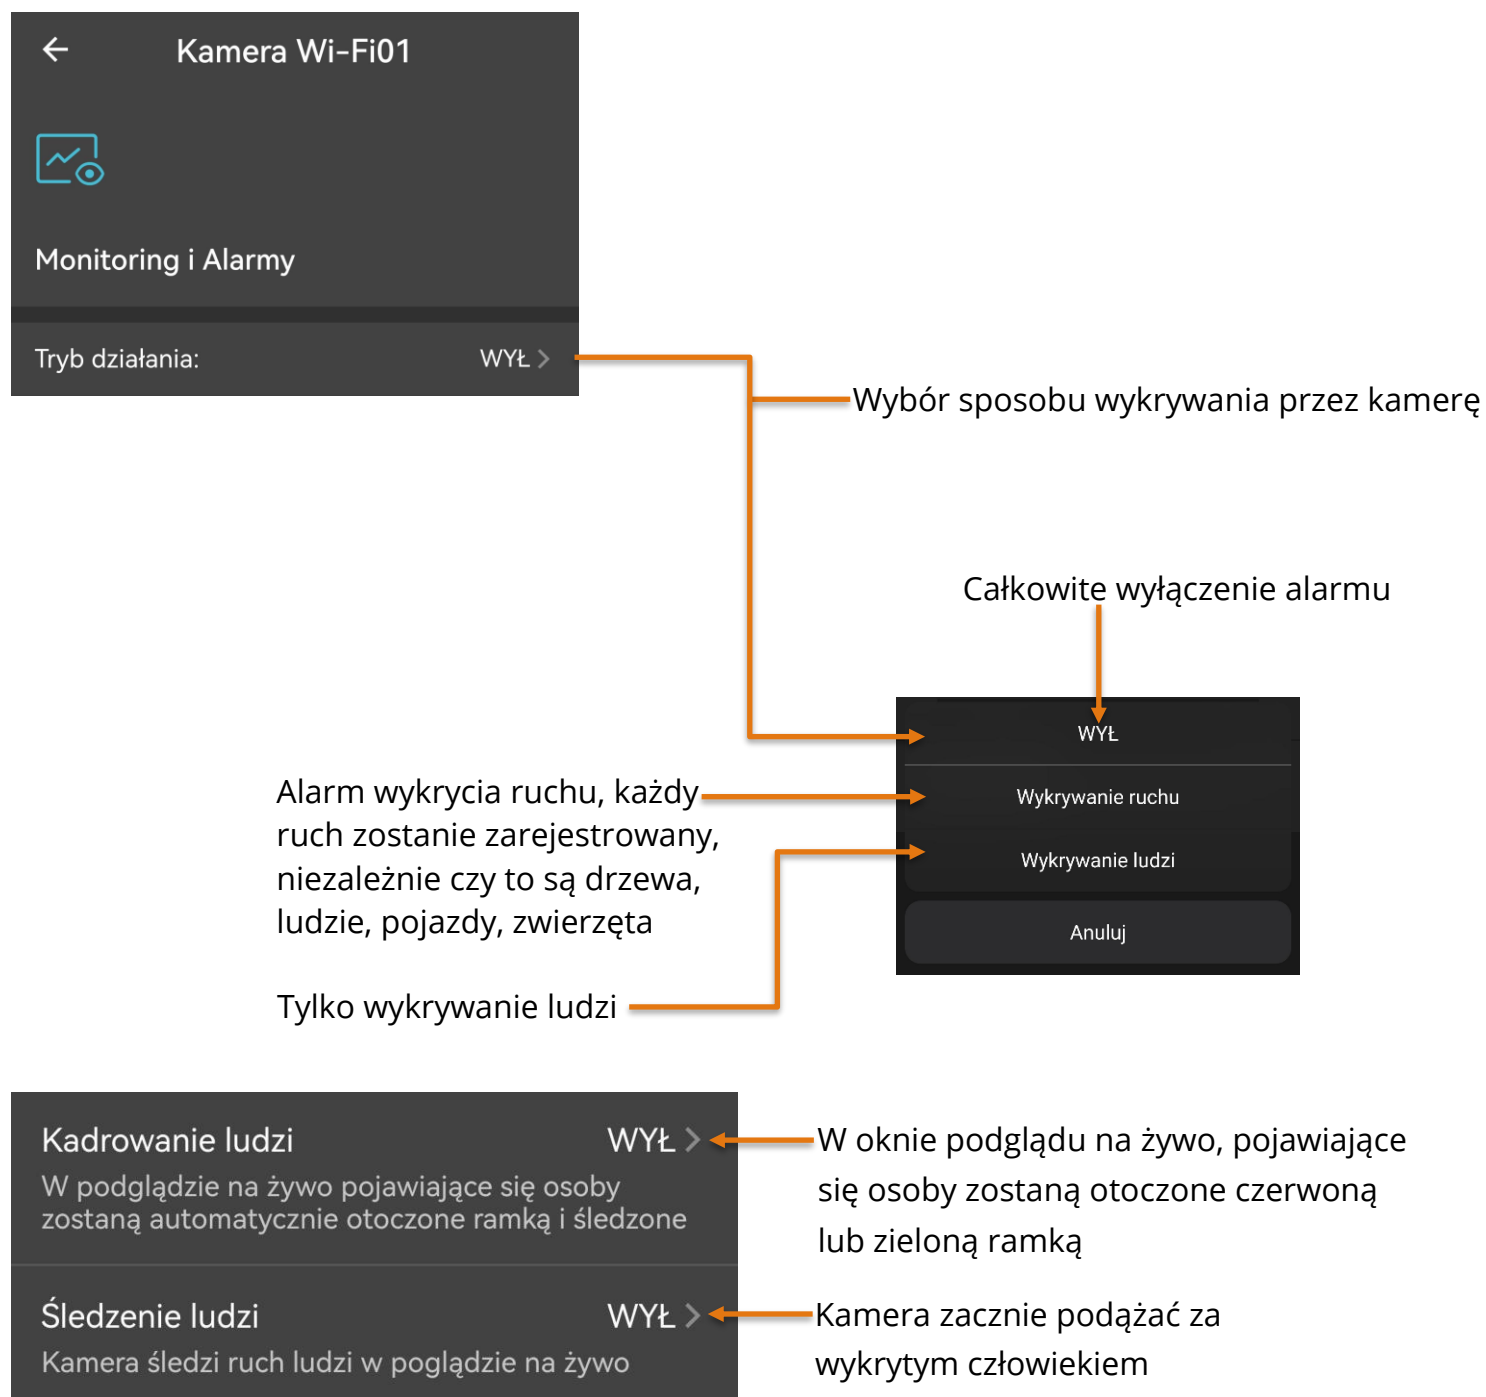 Kamera Wi-Fi01
Monitoring i Alarmy
Tryb działania: WYŁ
Wybór sposobu wykrywania przez kamerę
Całkowite wyłączenie alarmu
WYŁ
Wykrywanie ruchu
Wykrywanie ludzi
Anuluj
Alarm wykrycia ruchu, każdy
ruch zostanie zarejestrowany,
niezależnie czy to są drzewa,
ludzie, pojazdy, zwierzęta
Tylko wykrywanie ludzi
Kadrowanie ludzi WYŁ
W podglądzie na żywo pojawiające się osoby
zostaną automatycznie otoczone ramką i śledzone
W oknie podglądu na żywo, pojawiające
się osoby zostaną otoczone czerwoną
lub zieloną ramką
Śledzenie ludzi WYŁ
Kamera śledzi ruch ludzi w poglądzie na żywo
Kamera zacznie podążać za
wykrytym człowiekiem